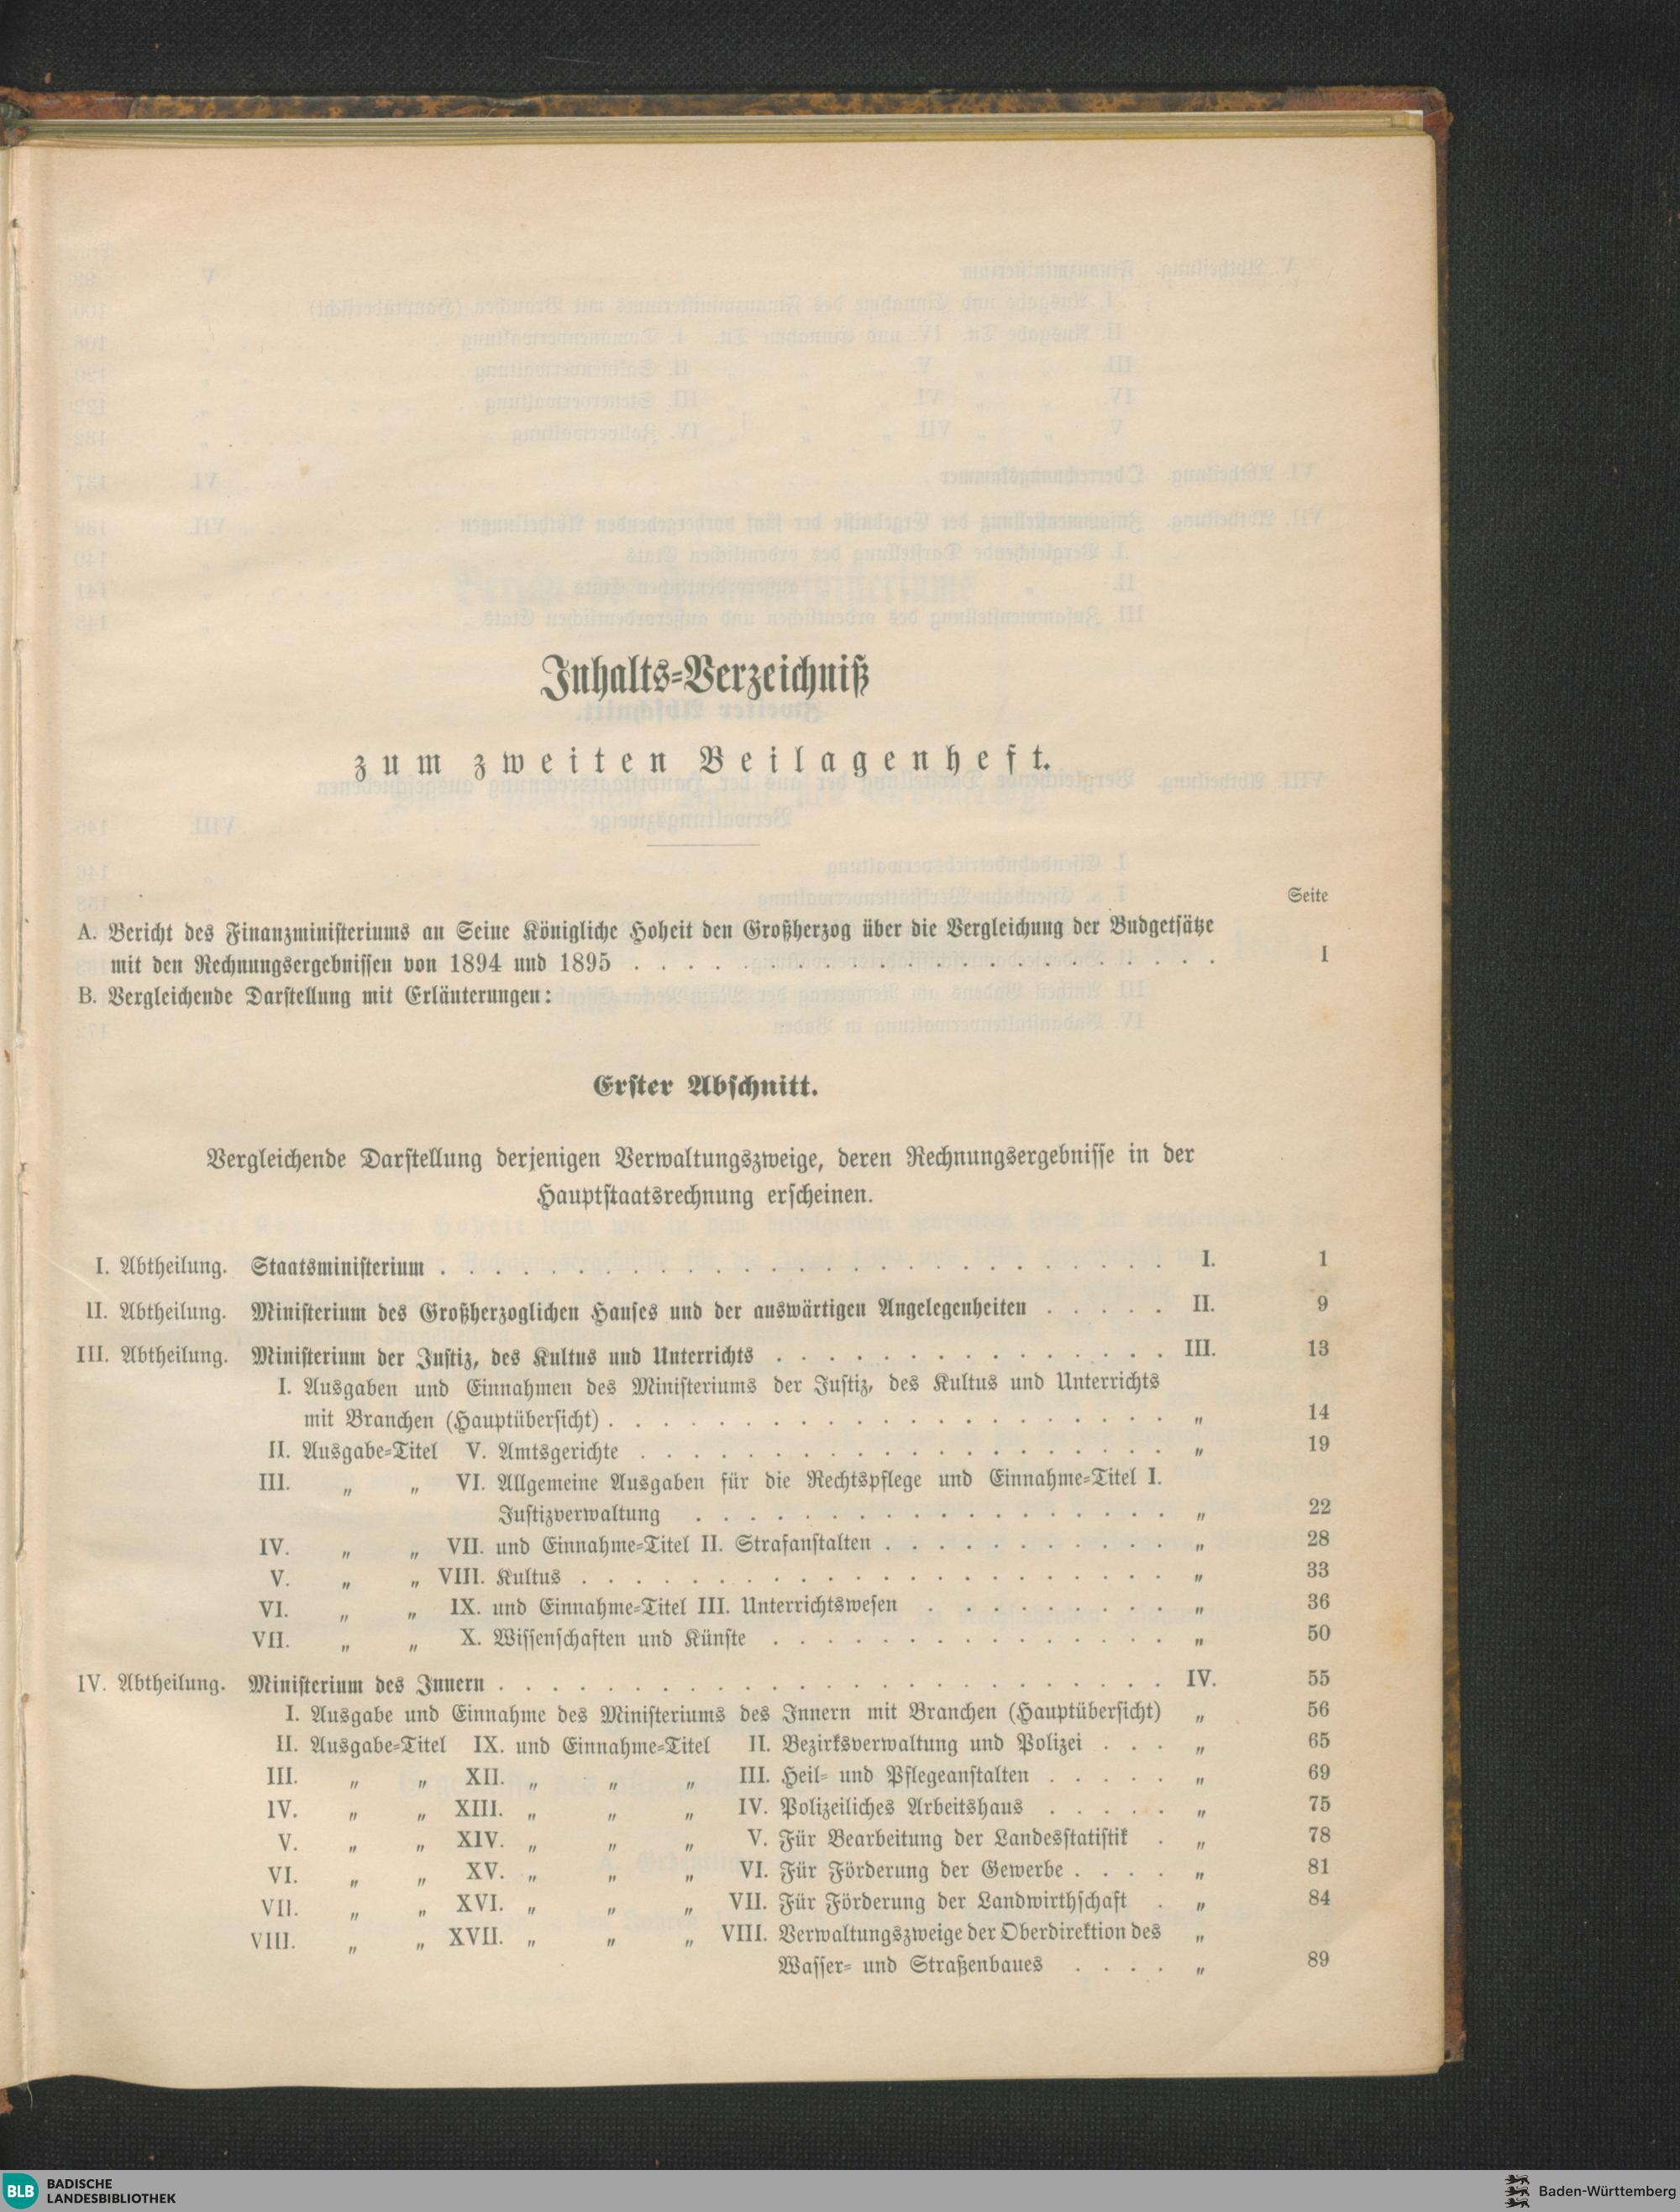 Inhalts-Verzeichniß
zum zweiten Beilagenheft.
Seite
A. Bericht des Finanzministeriums an Seine Königliche Hoheit den Großherzog über die Vergleichung der Budgetsätze
mit den Rechnungsergebnissen von 1894 und 1895 . . . . . . . . . . . . . . . . . . . . . . I
B. Vergleichende Darstellung mit Erläuterungen:
Erster Abschnitt.
Vergleichende Darstellung derjenigen Verwaltungszweige, deren Rechnungsergebnisse in der
Hauptstaatsrechnung erscheinen.
I. Abtheilung. Staatsministerium . . . . . . . . . . . . . . . . . . . . . . . . . . . I. 1
II. Abtheilung. Ministerium des Großherzoglichen Hauses und der auswärtigen Angelegenheiten . . . . . II. 9
III. Abtheilung. Ministerium der Justiz, des Kultus und Unterrichts . . . . . . . . . . . . . . . III. 13
I. Ausgaben und Einnahmen des Ministeriums der Justiz, des Kultus und Unterrichts
mit Branchen (Hauptübersicht) . . . . . . . . . . . . . . . . . . . . . „ 14
II. Ausgabe-Titel V. Amtsgerichte . . . . . . . . . . . . . . . . . . . . „ 19
III. „ „ VI. Allgemeine Ausgaben für die Rechtspflege und Einnahme-Titel I.
Justizverwaltung . . . . . . . . . . . . . . . . . . „ 22
IV. „ „ VII. und Einnahme-Titel II. Strafanstalten . . . . . . . . . . . „ 28
V. „ „ VIII. Kultus . . . . . . . . . . . . . . . . . . . . . . „ 33
VI. „ „ IX. und Einnahme-Titel III. Unterrichtswesen . . . . . . . . . „ 36
VII. „ „ X. Wissenschaften und Künste . . . . . . . . . . . . . . . „ 50
IV. Abtheilung. Ministerium des Innern . . . . . . . . . . . . . . . . . . . . . . . . . IV. 55
I. Ausgabe und Einnahme des Ministeriums des Innern mit Branchen (Hauptübersicht) „ 56
II. Ausgabe-Titel IX. und Einnahme-Titel II. Bezirksverwaltung und Polizei . . . „ 65
III. „ „ XII. „ „ „ III. Heil- und Pflegeanstalten . . . . . „ 69
IV. „ „ XIII. „ „ „ IV. Polizeiliches Arbeitshaus . . . . . „ 75
V. „ „ XIV. „ „ „ V. Für Bearbeitung der Landesstatistik . „ 78
VI. „ „ XV. „ „ „ VI. Für Förderung der Gewerbe . . . . „ 81
VII. „ „ XVI. „ „ „ VII. Für Förderung der Landwirthschaft . „ 84
VIII. „ „ XVII. „ „ „ VIII. Verwaltungszweige der Oberdirektion des „
Wasser- und Straßenbaues . . . . „ 89
BLB BADISCHE
LANDESBIBLIOTHEK
Baden-Württemberg